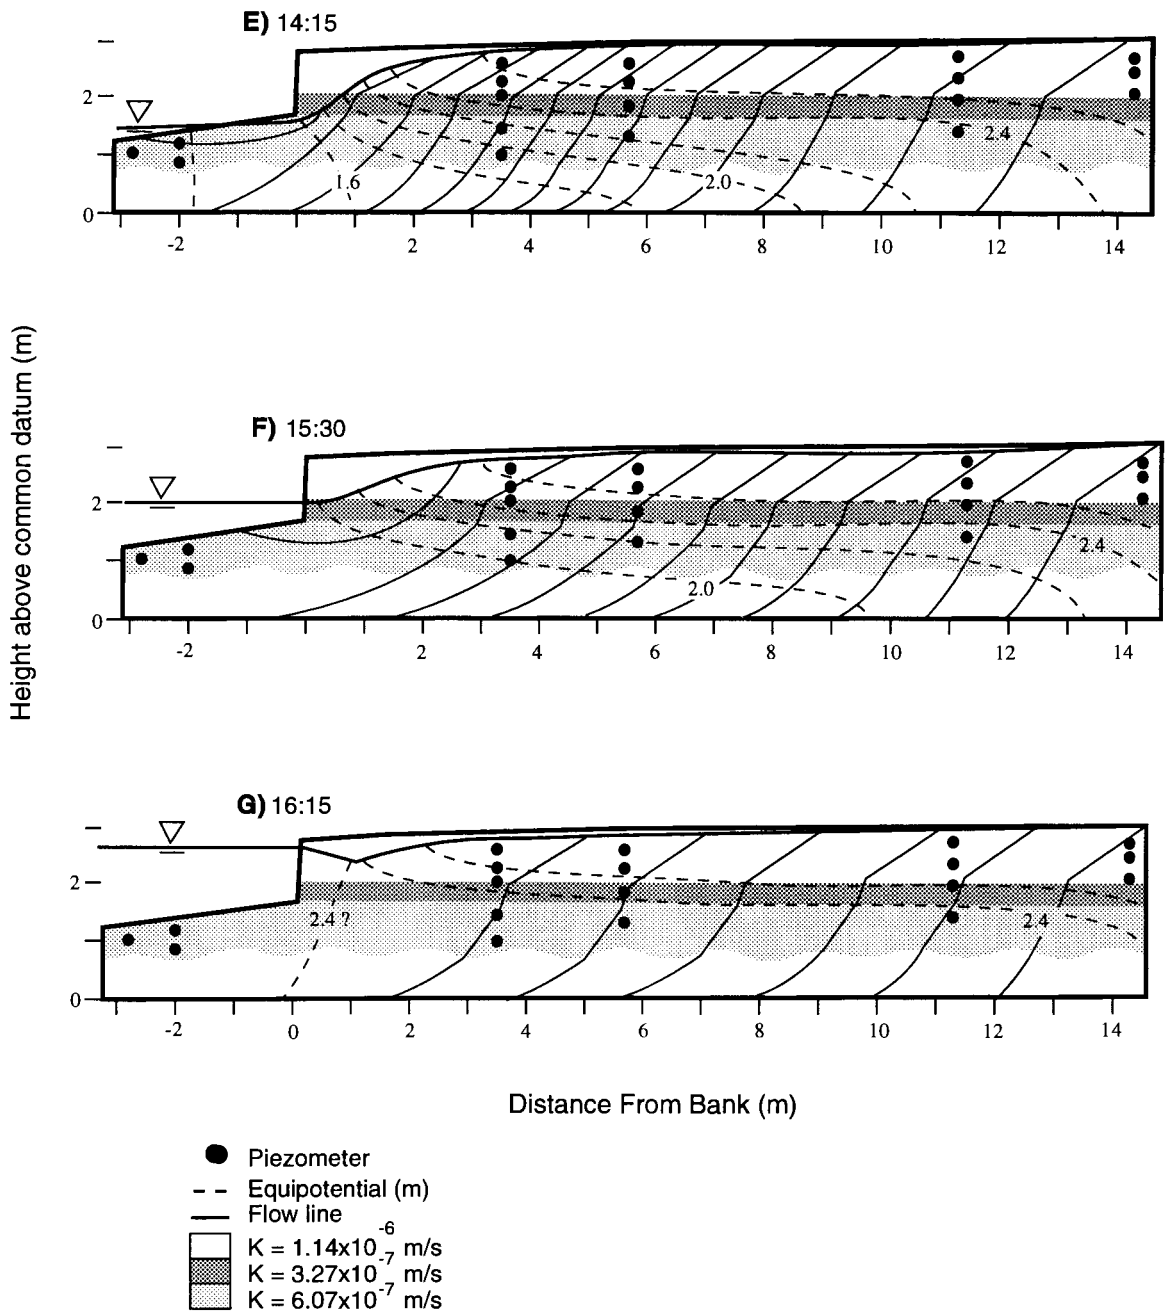 E) 14:15
2
0
1.6
2.0
2.4
-2 2 4 6 8 10 12 14
F) 15:30
2
0
2.0
2.4
-2 2 4 6 8 10 12 14
G) 16:15
2
0
2.4 ?
2.4
-2 0 2 4 6 8 10 12 14
Height above common datum (m)
Distance From Bank (m)
Piezometer
Equipotential (m)
Flow line
K = 1.14x10-6 m/s
K = 3.27x10-7 m/s
K = 6.07x10-7 m/s